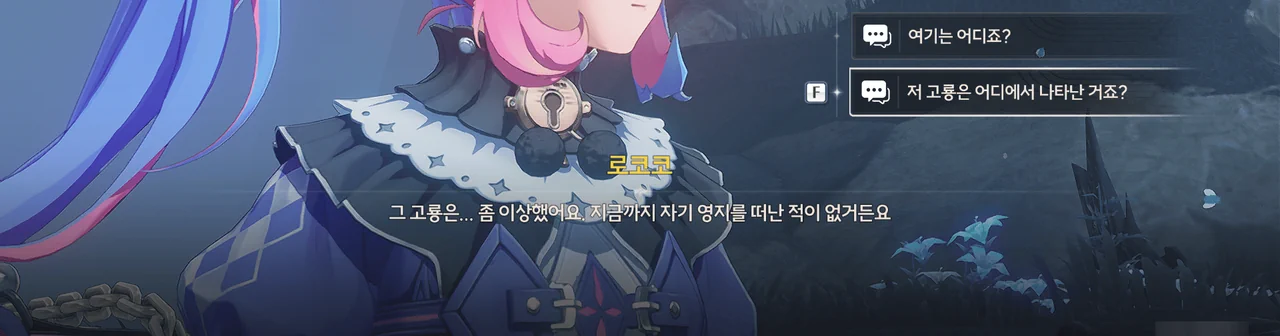 여기는 어디죠?
F
저 고룡은 어디에서 나타난 거죠?
로코코
그 고룡은... 좀 이상했어요. 지금까지 자기 영지를 떠난 적이 없거든요